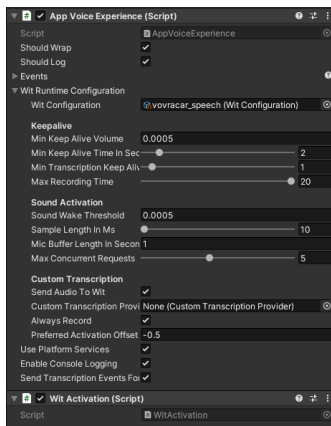 App Voice Experience (Script)
Script AppVoiceExperience
Should Wrap
Should Log
Events
Wit Runtime Configuration
Wit Configuration vovracar_speech (Wit Configuration)
Keepalive
Min Keep Alive Volume 0.0005
Min Keep Alive Time In Sec 2
Min Transcription Keep Aliv 1
Max Recording Time 20
Sound Activation
Sound Wake Threshold 0.0005
Sample Length In Ms 10
Mic Buffer Length In Secon 1
Max Concurrent Requests 5
Custom Transcription
Send Audio To Wit
Custom Transcription Provi None (Custom Transcription Provider)
Always Record
Preferred Activation Offset -0.5
Use Platform Services
Enable Console Logging
Send Transcription Events For
Wit Activation (Script)
Script WitActivation